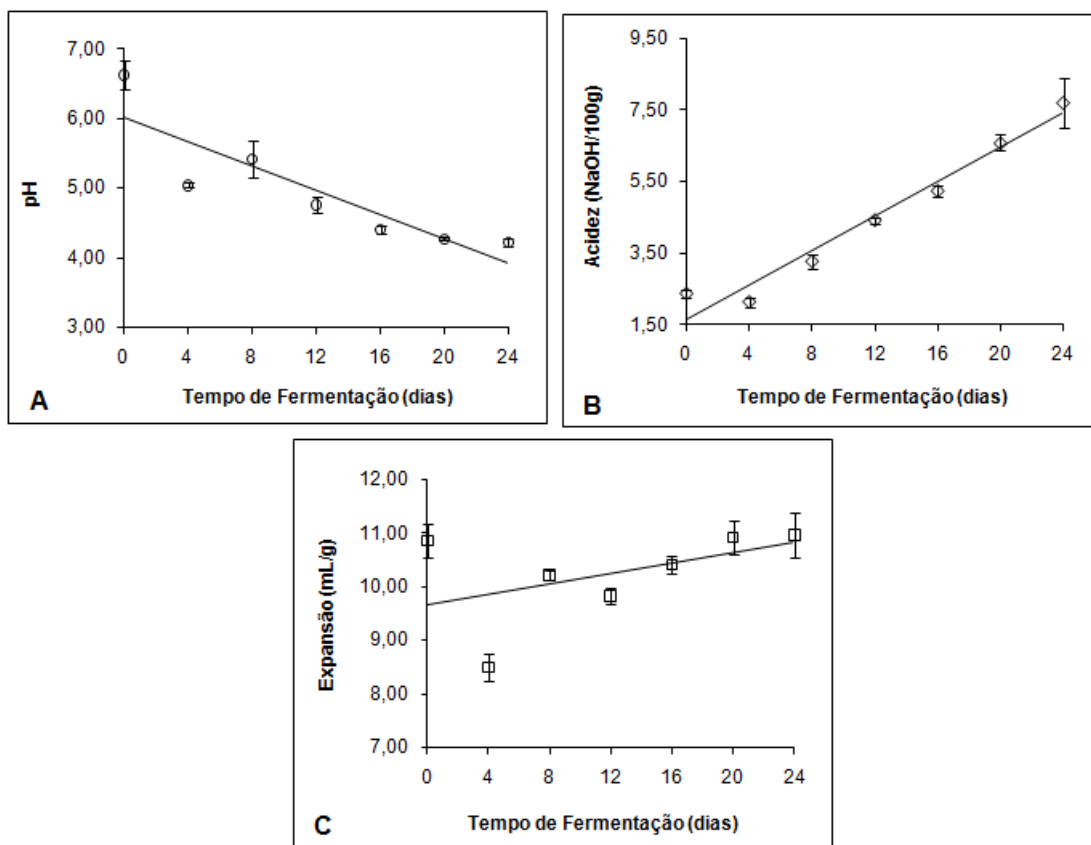 7,00
6,00
5,00
4,00
3,00
pH
0 4 8 12 16 20 24
Tempo de Fermentação (dias)
A
9,50
7,50
5,50
3,50
1,50
Acidez (NaOH/100g)
0 4 8 12 16 20 24
Tempo de Fermentação (dias)
B
12,00
11,00
10,00
9,00
8,00
7,00
Expansão (mL/g)
0 4 8 12 16 20 24
Tempo de Fermentação (dias)
C